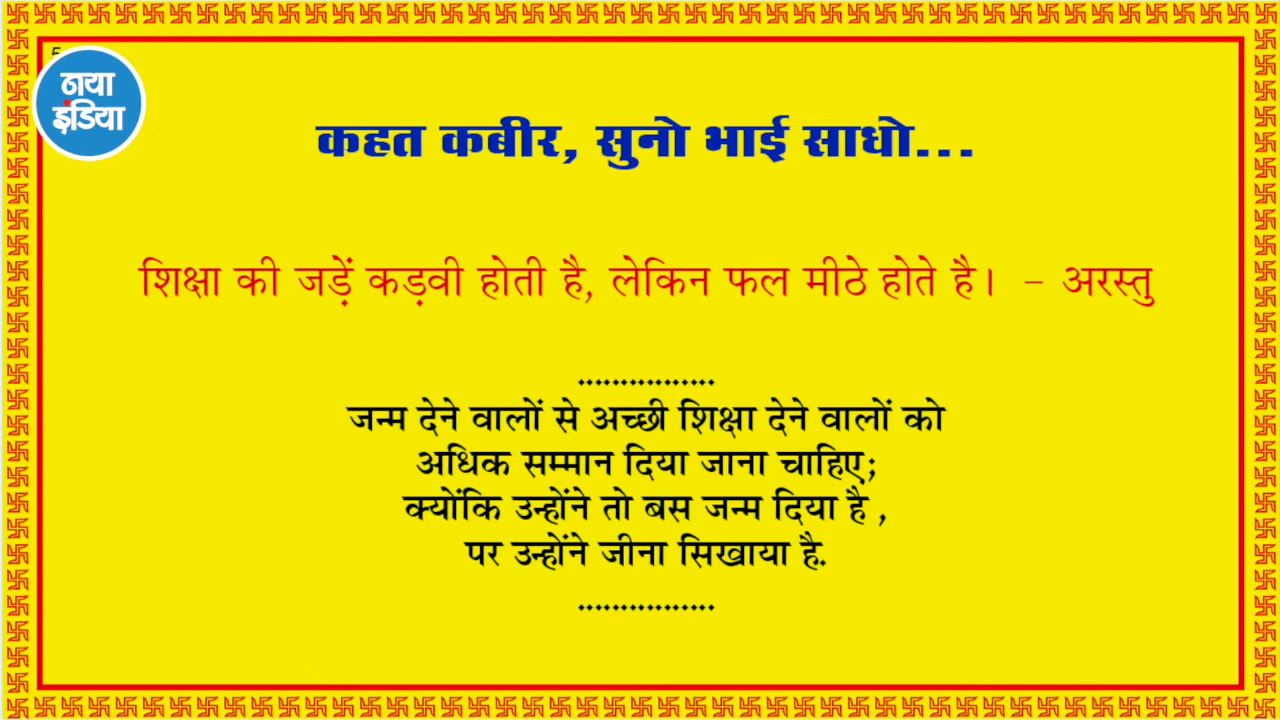 नया
इंडिया
कहत कबीर, सुनो भाई साधो...
शिक्षा की जड़ें कड़वी होती है, लेकिन फल मीठे होते है। – अरस्तु
................
जन्म देने वालों से अच्छी शिक्षा देने वालों को
अधिक सम्मान दिया जाना चाहिए;
क्योंकि उन्होंने तो बस जन्म दिया है ,
पर उन्होंने जीना सिखाया है.
................